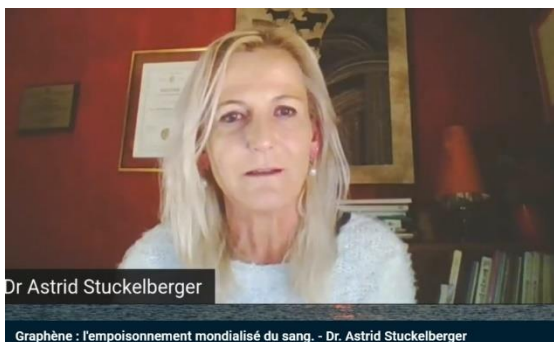 Dr Astrid Stuckelberger
Graphène : l'empoisonnement mondialisé du sang. - Dr. Astrid Stuckelberger